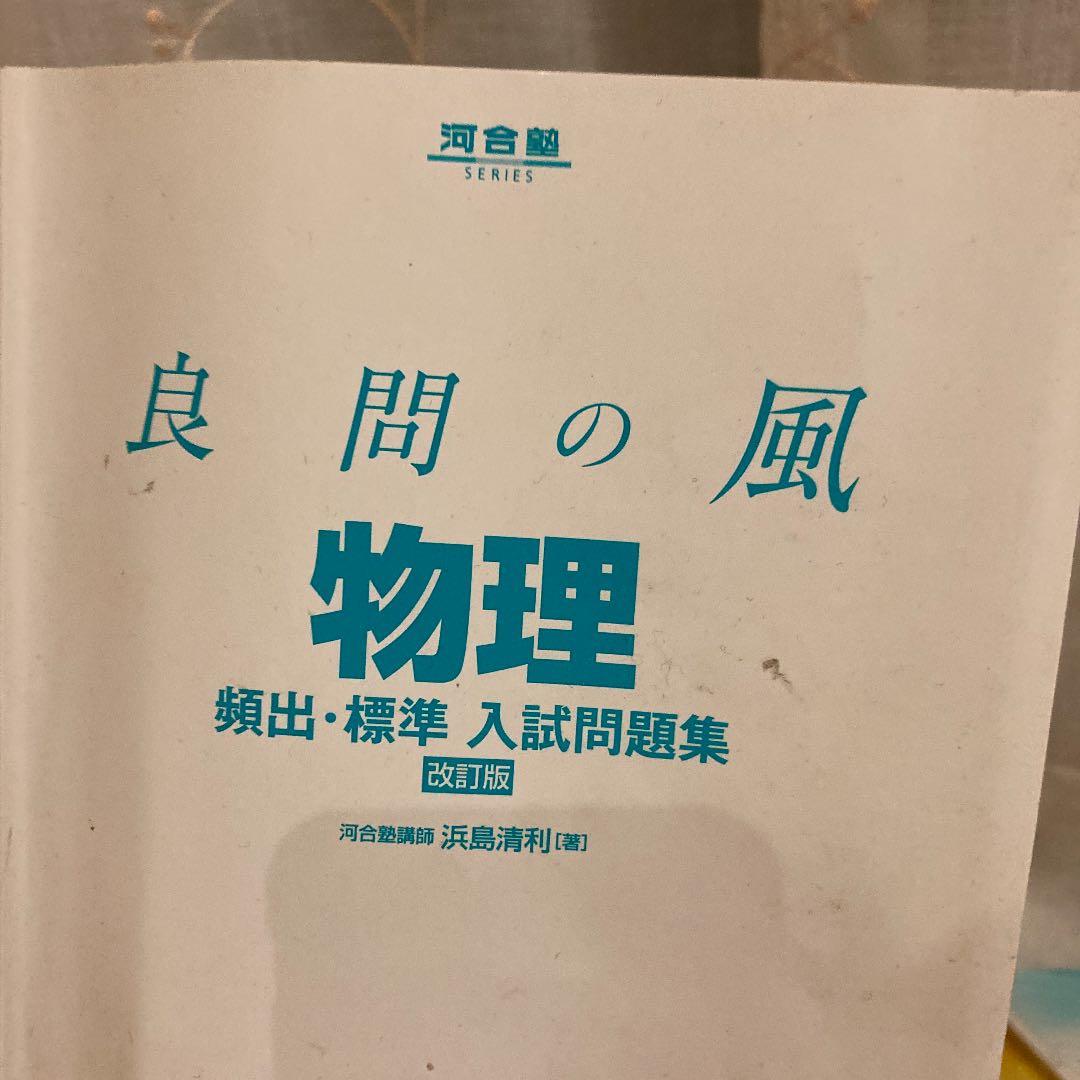 河合塾
SERIES
良問の風
物理
頻出・標準 入試問題集
改訂版
河合塾講師 浜島清利[著]